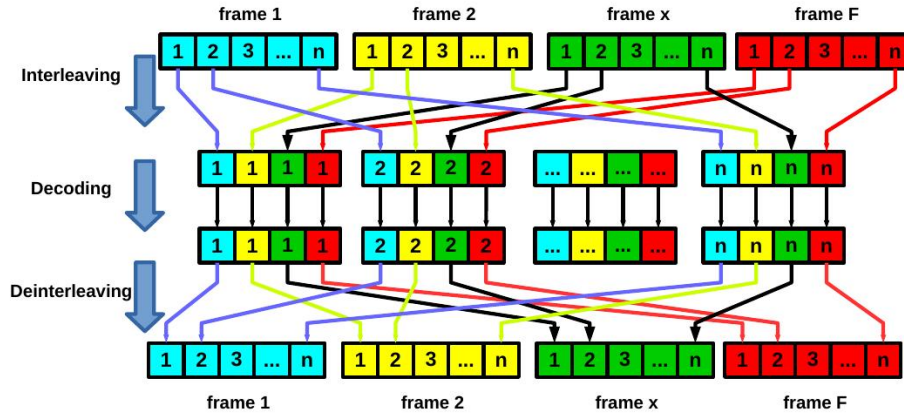 frame 1 frame 2 frame x frame F
1 2 3 ... n 1 2 3 ... n 1 2 3 ... n 1 2 3 ... n
Interleaving
1 1 1 1 2 2 2 2 ... ... ... ... n n n n
Decoding
1 1 1 1 2 2 2 2 ... ... ... ... n n n n
Deinterleaving
1 2 3 ... n 1 2 3 ... n 1 2 3 ... n 1 2 3 ... n
frame 1 frame 2 frame x frame F